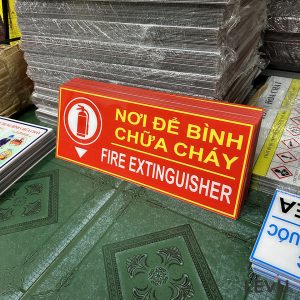 NƠI ĐỂ BÌNH
CHỮA CHÁY
FIRE EXTINGUISHER